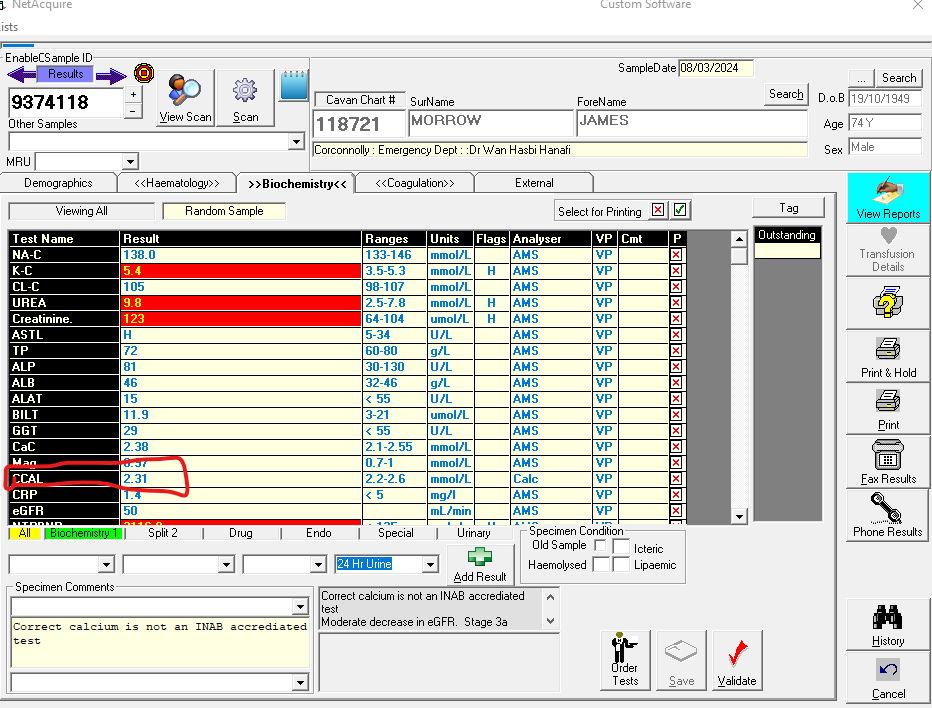 NetAcquire Custom Software
ists
EnableCSample ID
Results
9374118
+
-
Other Samples
MRU
View Scan
Scan
SampleDate 08/03/2024
... Search
Cavan Chart # SurName ForeName Search
118721 MORROW JAMES
Corconnolly : Emergency Dept : :Dr Wan Hasbi Hanafi
D.o.B 19/10/1949
Age 74 Y
Sex Male
Demographics <<Haematology>> >>Biochemistry<< <<Coagulation>> External
Viewing All Random Sample Select for Printing Tag
Test Name Result Ranges Units Flags Analyser VP Cmt P
NA-C 138.0 133-146 mmol/L AMS VP
K-C 5.4 3.5-5.3 mmol/L H AMS VP
CL-C 105 98-107 mmol/L AMS VP
UREA 9.8 2.5-7.8 mmol/L H AMS VP
Creatinine. 123 64-104 umol/L H AMS VP
ASTL H 5-34 U/L AMS VP
TP 72 60-80 g/L AMS VP
ALP 81 30-130 U/L AMS VP
ALB 46 32-46 g/L AMS VP
ALAT 15 < 55 U/L AMS VP
BILT 11.9 3-21 umol/L AMS VP
GGT 29 < 55 U/L AMS VP
CaC 2.38 2.1-2.55 mmol/L AMS VP
Mag 0.7-1 mmol/L AMS VP
CCAL 2.31 2.2-2.6 mmol/L Calc VP
CRP 1.4 < 5 mg/l AMS VP
eGFR 50 mL/min AMS VP
Outstanding
All Biochemistry 1 Split 2 Drug Endo Special Urinary
24 Hr Urine
Add Result
Specimen Condition
Old Sample Icteric
Haemolysed Lipaemic
Specimen Comments
Correct calcium is not an INAB accrediated
test
Correct calcium is not an INAB accrediated
test
Moderate decrease in eGFR. Stage 3a
Order
Tests
Save
Validate
View Reports
Transfusion
Details
Print & Hold
Print
Fax Results
Phone Results
History
Cancel